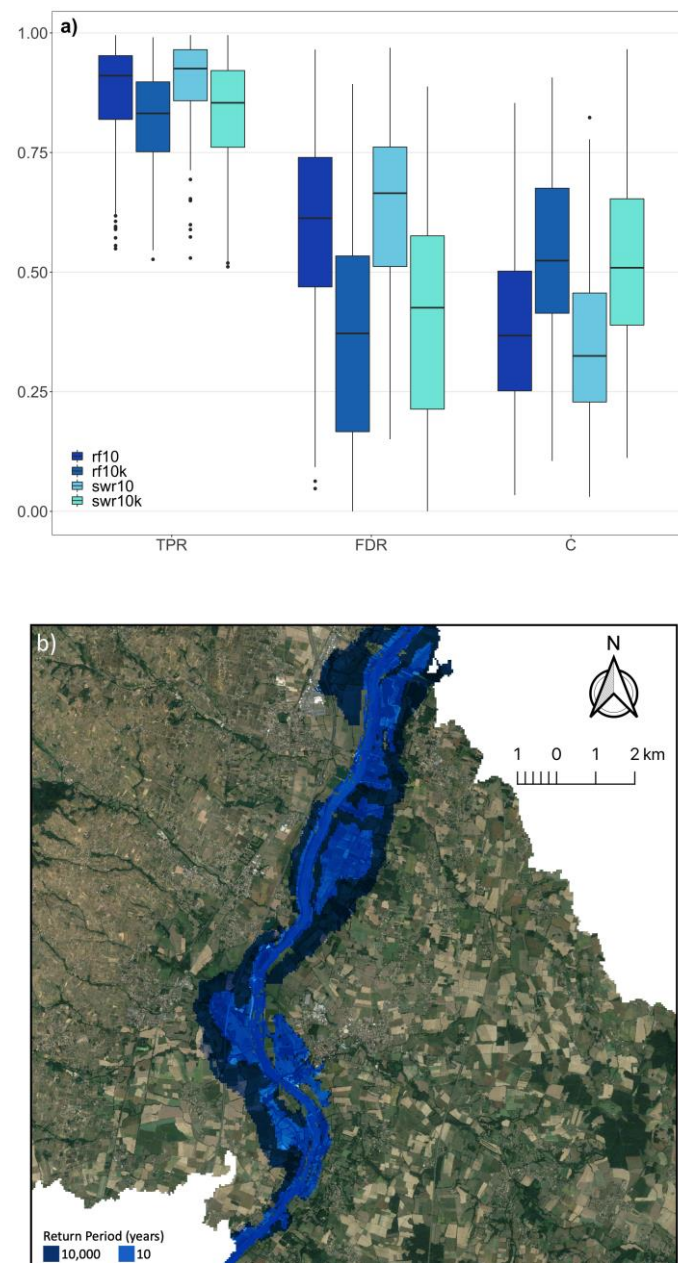 a)
1.00
0.75
0.50
0.25
0.00
rf10
rf10k
swr10
swr10k
TPR FDR C
b)
N
1 0 1 2 km
Return Period (years)
10,000 10